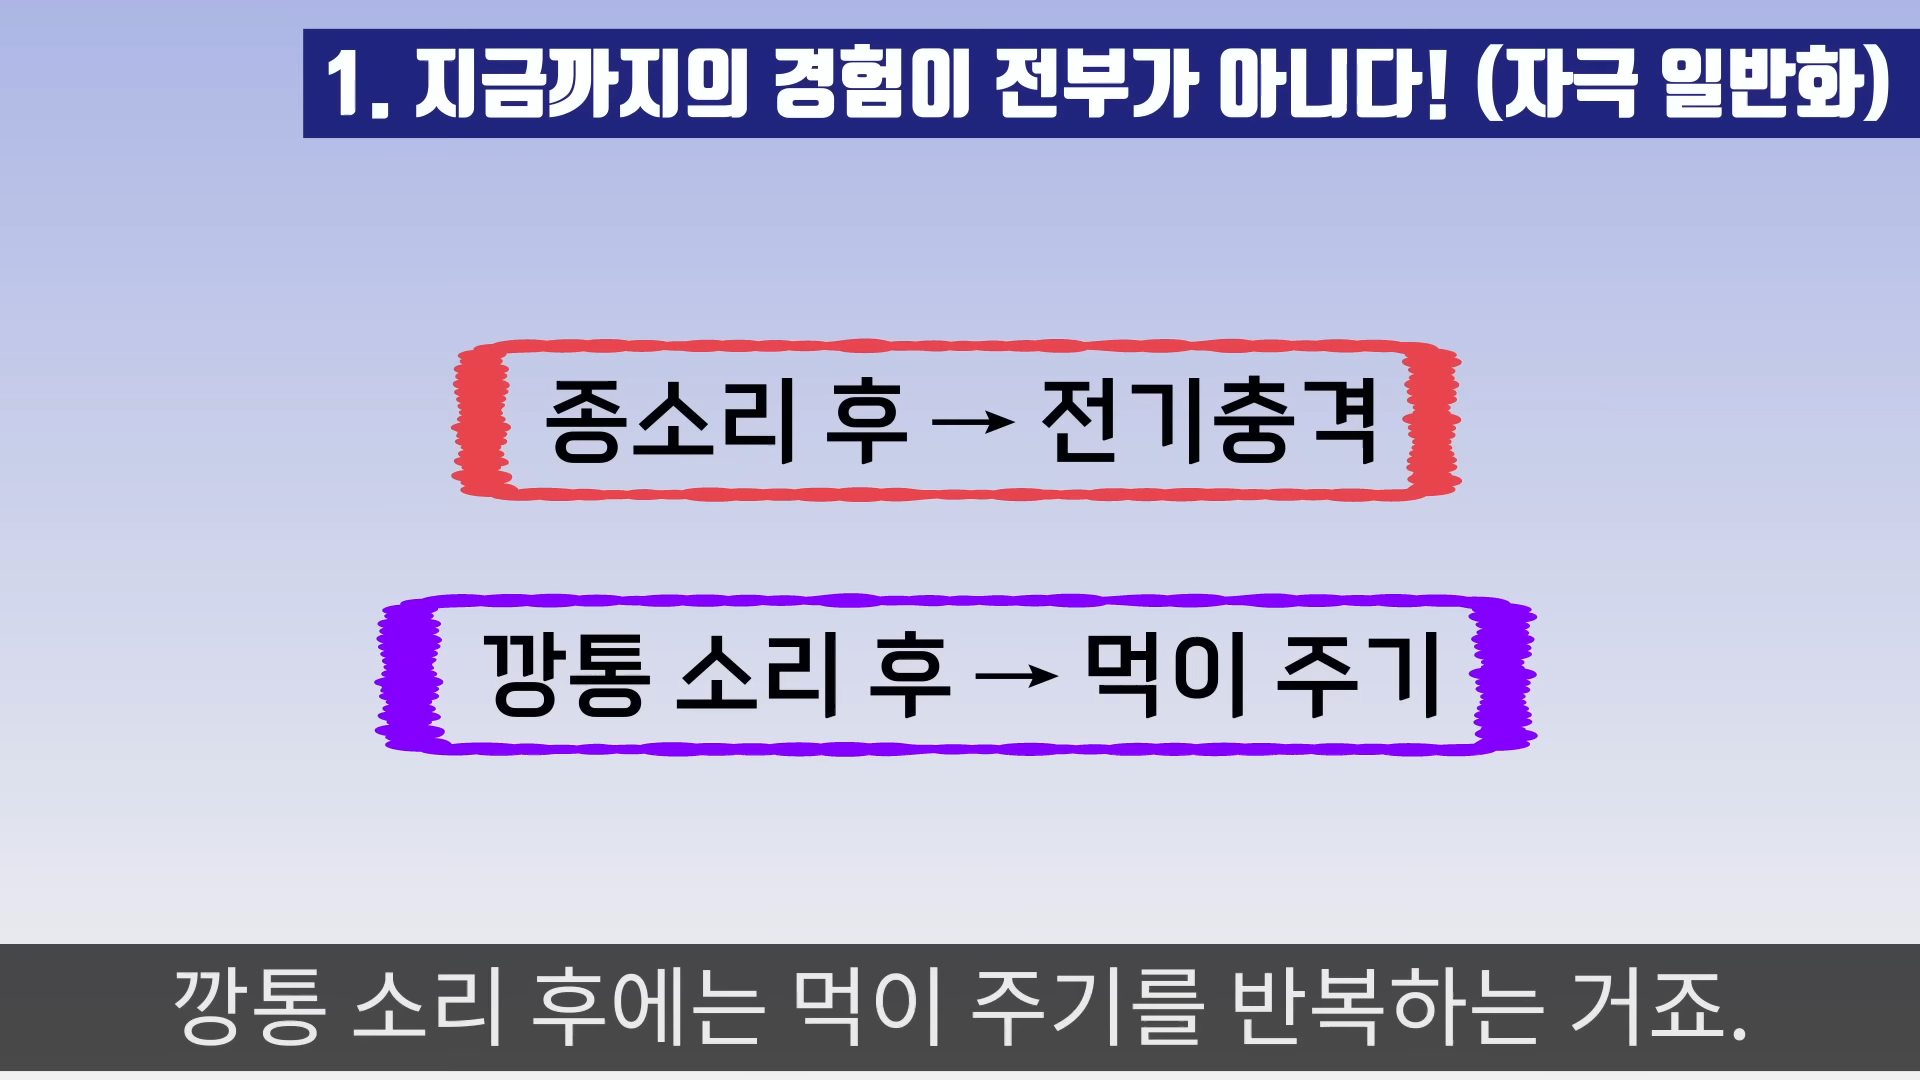 1. 지금까지의 경험이 전부가 아니다! (자극 일반화)
종소리 후 → 전기충격
깡통 소리 후 → 먹이 주기
깡통 소리 후에는 먹이 주기를 반복하는 거죠.